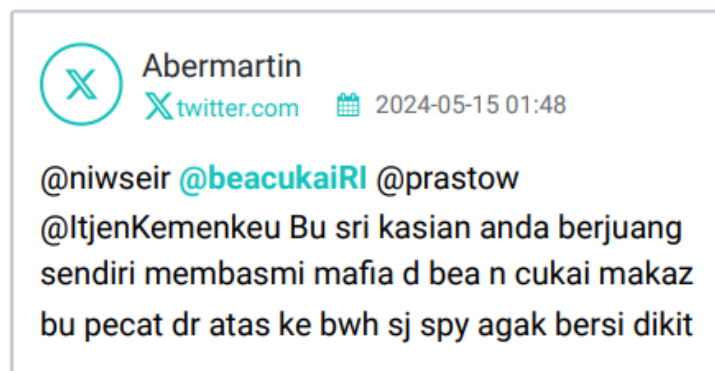 Abermartin
twitter.com 2024-05-15 01:48
@niwseir @beacukaiRI @prastow
@ItjenKemenkeu Bu sri kasian anda berjuang
sendiri membasmi mafia d bea n cukai makaz
bu pecat dr atas ke bwh sj spy agak bersi dikit